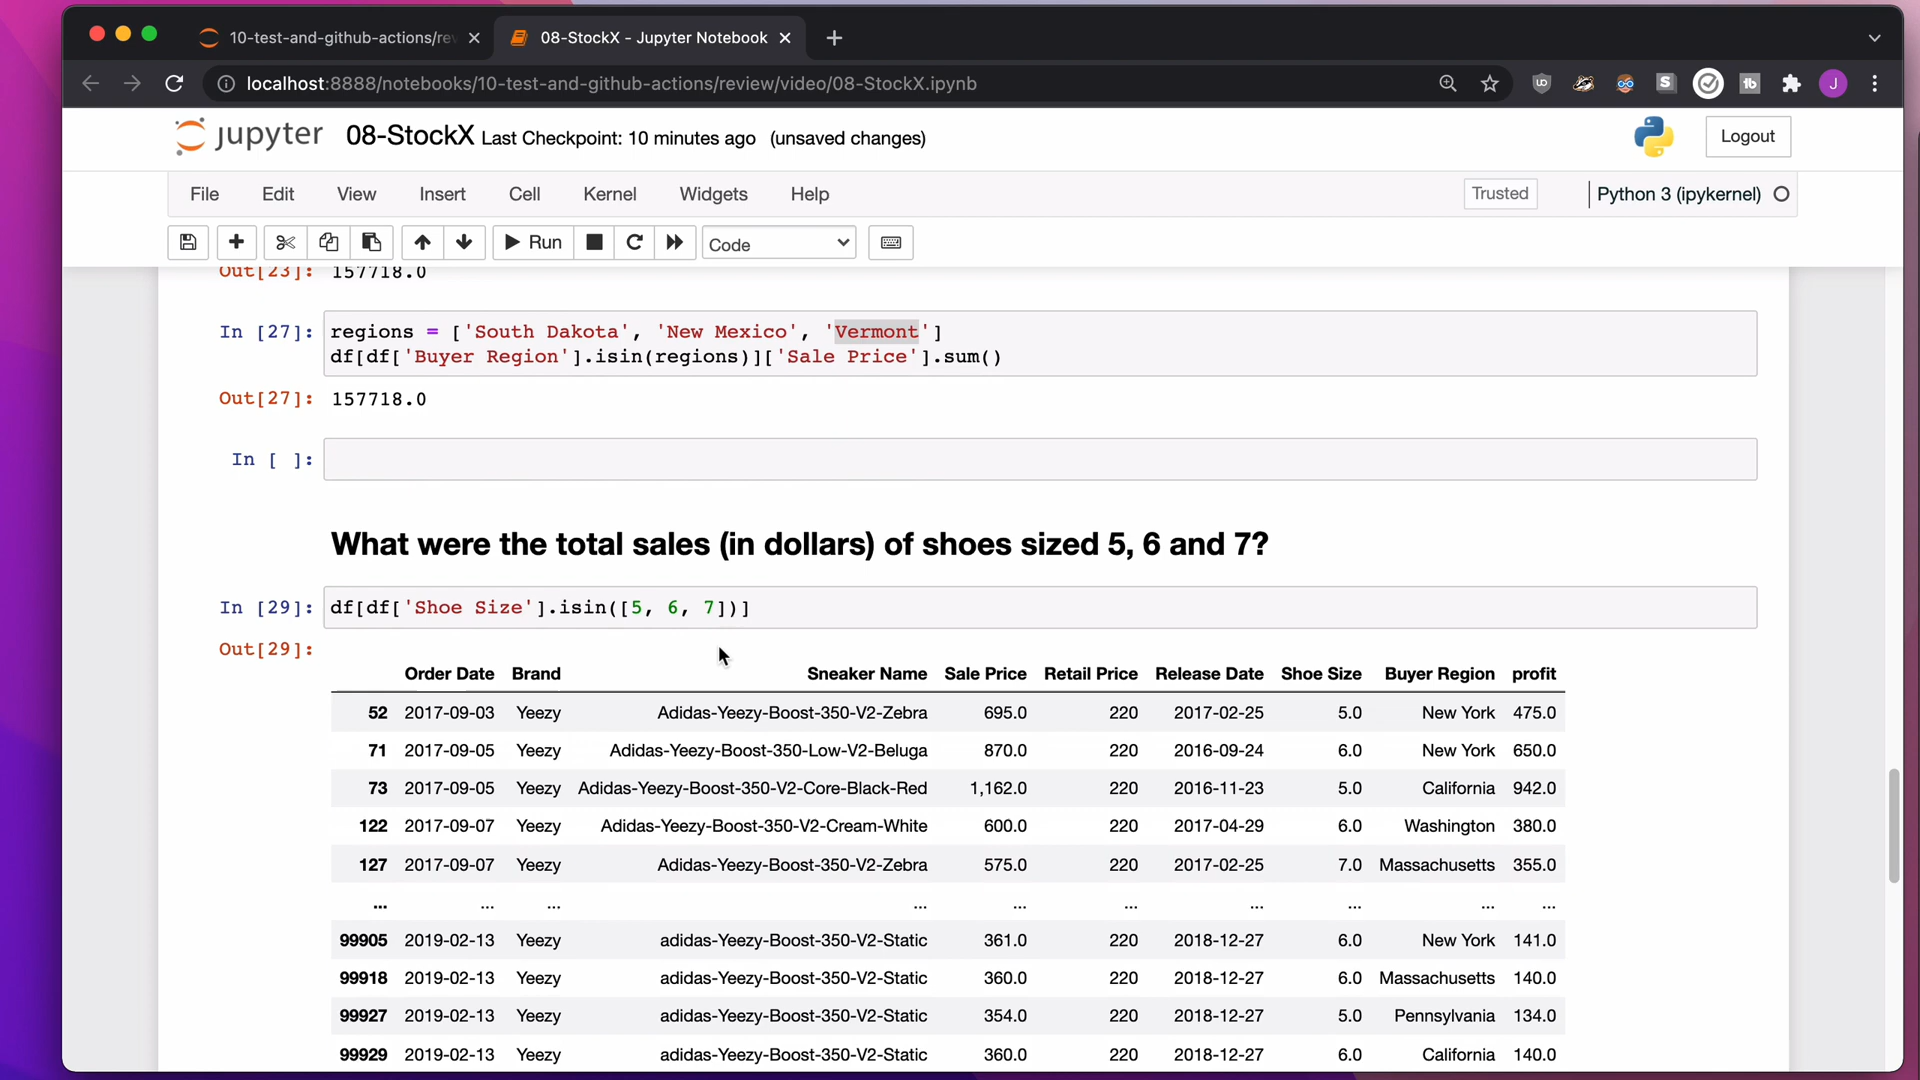 10-test-and-github-actions/re
08-StockX - Jupyter Notebook
localhost:8888/notebooks/10-test-and-github-actions/review/video/08-StockX.ipynb
J
jupyter 08-StockX Last Checkpoint: 10 minutes ago (unsaved changes)
Logout
File Edit View Insert Cell Kernel Widgets Help
Trusted
Python 3 (ipykernel)
Run
Code
Out[23]: 157718.0
In [27]: regions = ['South Dakota', 'New Mexico', 'Vermont']
df[df['Buyer Region'].isin(regions)]['Sale Price'].sum()
Out[27]: 157718.0
In [ ]:
What were the total sales (in dollars) of shoes sized 5, 6 and 7?
In [29]: df[df['Shoe Size'].isin([5, 6, 7])]
Out[29]:
Order Date Brand Sneaker Name Sale Price Retail Price Release Date Shoe Size Buyer Region profit
52 2017-09-03 Yeezy Adidas-Yeezy-Boost-350-V2-Zebra 695.0 220 2017-02-25 5.0 New York 475.0
71 2017-09-05 Yeezy Adidas-Yeezy-Boost-350-Low-V2-Beluga 870.0 220 2016-09-24 6.0 New York 650.0
73 2017-09-05 Yeezy Adidas-Yeezy-Boost-350-V2-Core-Black-Red 1,162.0 220 2016-11-23 5.0 California 942.0
122 2017-09-07 Yeezy Adidas-Yeezy-Boost-350-V2-Cream-White 600.0 220 2017-04-29 6.0 Washington 380.0
127 2017-09-07 Yeezy Adidas-Yeezy-Boost-350-V2-Zebra 575.0 220 2017-02-25 7.0 Massachusetts 355.0
... ... ... ... ... ... ... ... ... ...
99905 2019-02-13 Yeezy adidas-Yeezy-Boost-350-V2-Static 361.0 220 2018-12-27 6.0 New York 141.0
99918 2019-02-13 Yeezy adidas-Yeezy-Boost-350-V2-Static 360.0 220 2018-12-27 6.0 Massachusetts 140.0
99927 2019-02-13 Yeezy adidas-Yeezy-Boost-350-V2-Static 354.0 220 2018-12-27 5.0 Pennsylvania 134.0
99929 2019-02-13 Yeezy adidas-Yeezy-Boost-350-V2-Static 360.0 220 2018-12-27 6.0 California 140.0